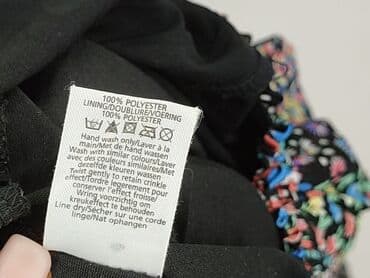 100% POLYESTER
LINING/DOUBLURE/VOERING
100% POLYESTER
Hand wash only/Laver à la
main/Met de hand wassen
Wash with similar colours/Laver
avec des couleurs similaires/Met
dezelfde kleuren wassen
Twist gently to retain crinkle
effect/Tordre legerement pour
conserver l'effet froisse/
Wring voorzichtig om
kreukeffect te behouden
Line dry/Sécher sur une corde
linge/Nat ophangen